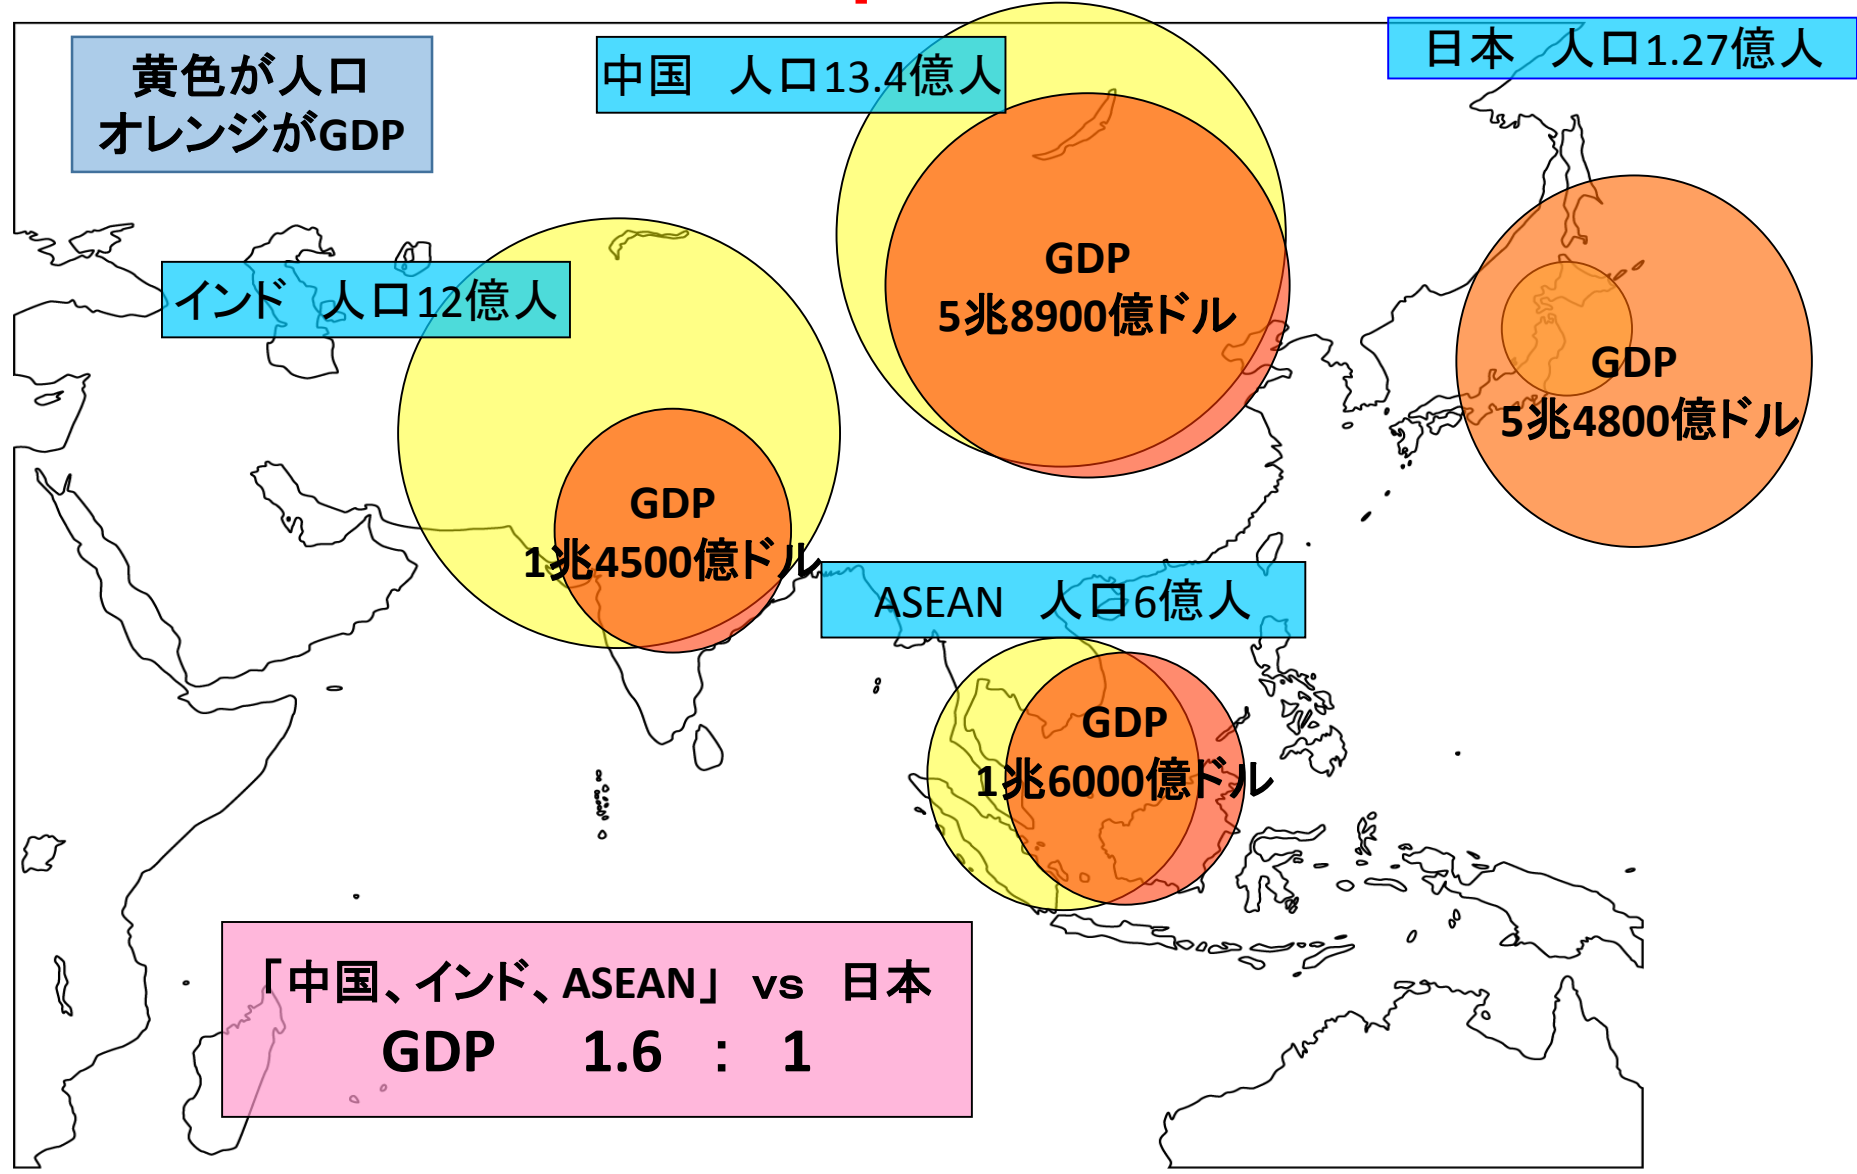 黄色が人口
オレンジがGDP
中国　人口13.4億人
日本　人口1.27億人
インド　人口12億人
GDP
5兆8900億ドル
GDP
5兆4800億ドル
GDP
1兆4500億ドル
ASEAN　人口6億人
GDP
1兆6000億ドル
「中国、インド、ASEAN」 vs 日本
GDP　1.6 : 1